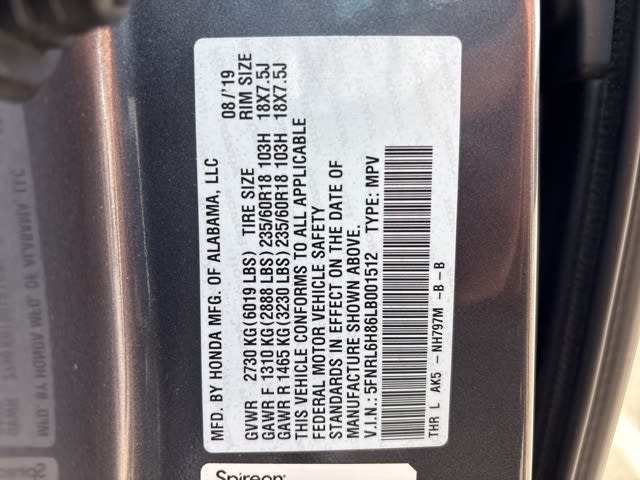 MFD. BY HONDA MFG. OF ALABAMA, LLC 08/'19
GVWR 2730 KG(6019 LBS) TIRE SIZE RIM SIZE
GAWR F 1310 KG(2888 LBS)235/60R18 103H 18X7.5J
GAWR R 1465 KG(3230 LBS)235/60R18 103H 18X7.5J
THIS VEHICLE CONFORMS TO ALL APPLICABLE
FEDERAL MOTOR VEHICLE SAFETY
STANDARDS IN EFFECT ON THE DATE OF
MANUFACTURE SHOWN ABOVE.
V.I.N.: 5FNRL6H86LB001512 TYPE: MPV
THR L AK5 - NH797M -B -B
Spireon